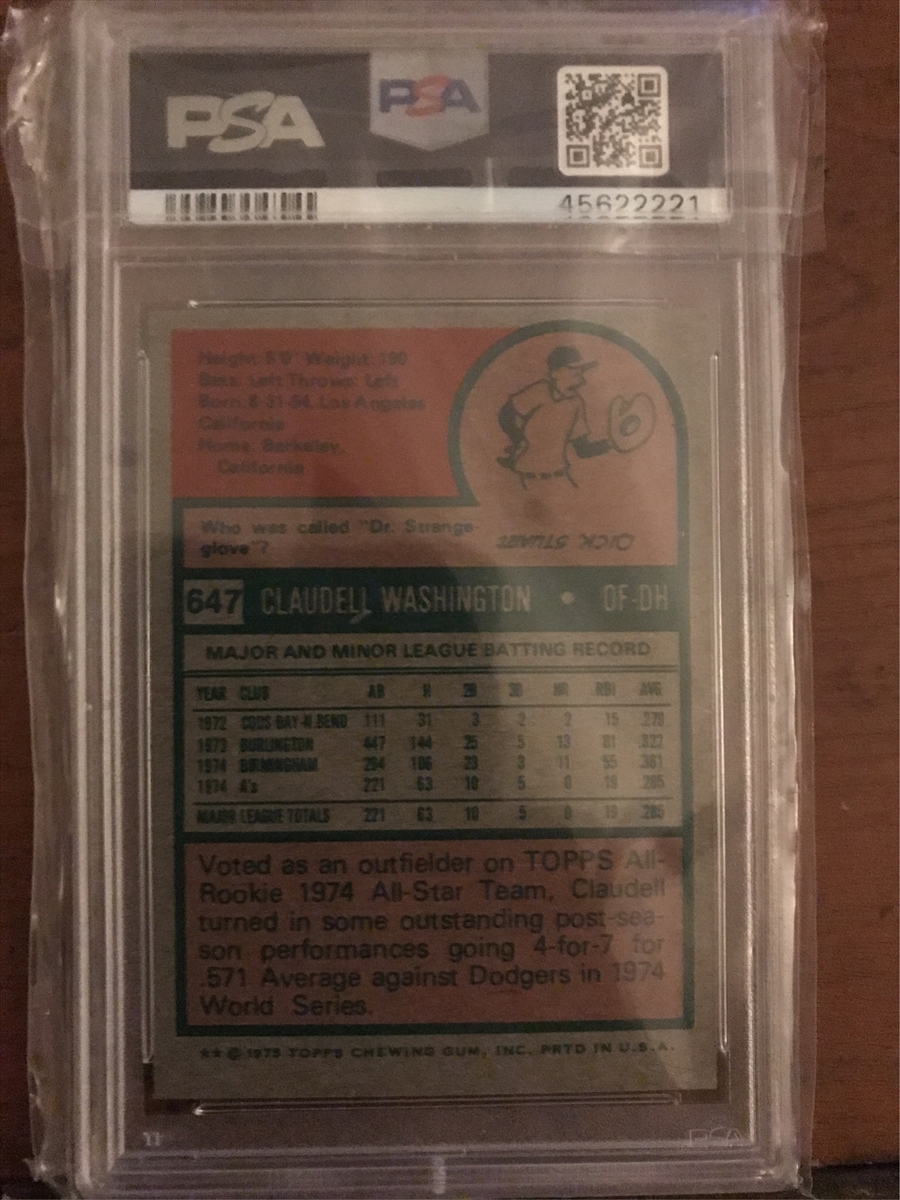 PSA PSA
45622221
Height: 6'0" Weight: 190
Bats: Left Throws: Left
Born: 8-31-54, Los Angeles
California
Home: Berkeley,
California
Who was called "Dr. Strange-
glove"?
DICK STUART
647 CLAUDELL WASHINGTON • OF-DH
MAJOR AND MINOR LEAGUE BATTING RECORD
YEAR CLUB AB H 2B 3B HR RBI AVG.
1972 COOS BAY-N.BEND 111 31 3 2 2 15 .279
1973 BURLINGTON 447 144 25 5 13 81 .322
1974 BIRMINGHAM 294 106 23 3 11 55 .361
1974 A's 221 63 10 5 0 19 .285
MAJOR LEAGUE TOTALS 221 63 10 5 0 19 .285
Voted as an outfielder on TOPPS All-
Rookie 1974 All-Star Team, Claudell
turned in some outstanding post-sea-
son performances going 4-for-7 for
.571 Average against Dodgers in 1974
World Series.
** © 1975 TOPPS CHEWING GUM, INC. PRTD IN U.S.A.
PSA